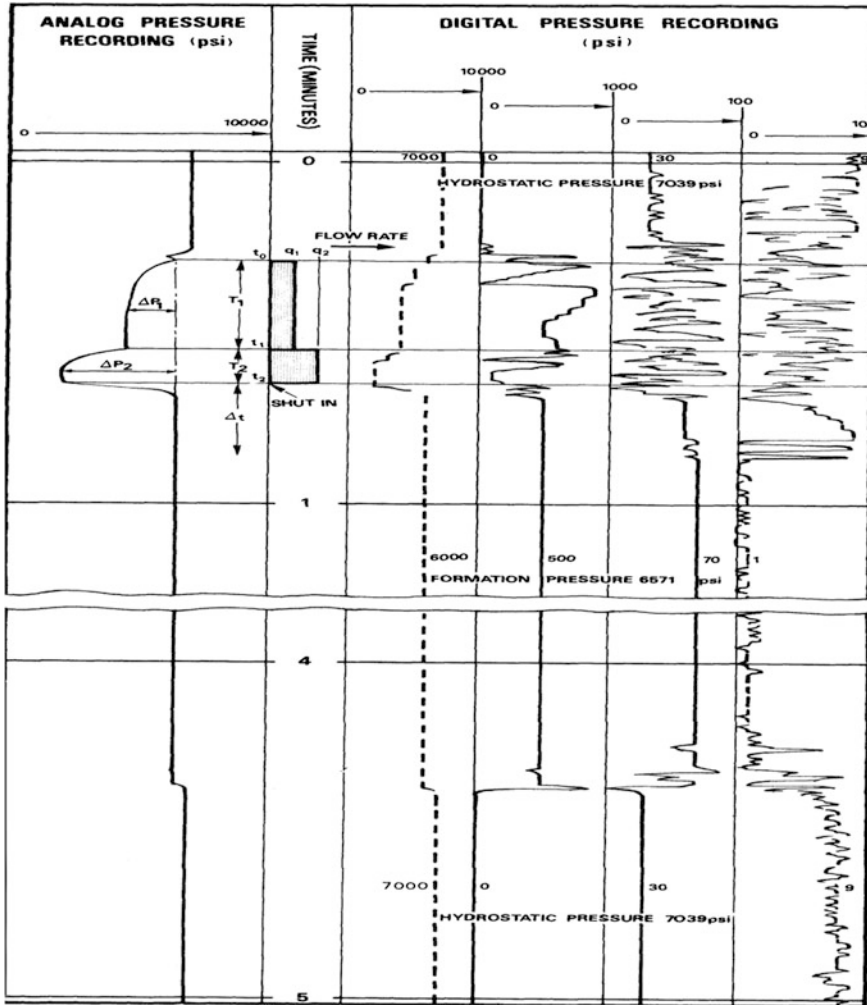 ANALOG PRESSURE
RECORDING (psi)
TIME (MINUTES)
DIGITAL PRESSURE RECORDING
(psi)
0
10000
0
10000
0
1000
0
100
0
10
0
7000
0
30
9
HYDROSTATIC PRESSURE 7039psi
FLOW RATE
t₀
q₁
q₂
ΔP₁
T₁
t₁
ΔP₂
T₂
t₂
SHUT IN
Δt
1
6000
500
70
1
FORMATION PRESSURE 6571 psi
4
7000
0
30
9
HYDROSTATIC PRESSURE 7039psi
5